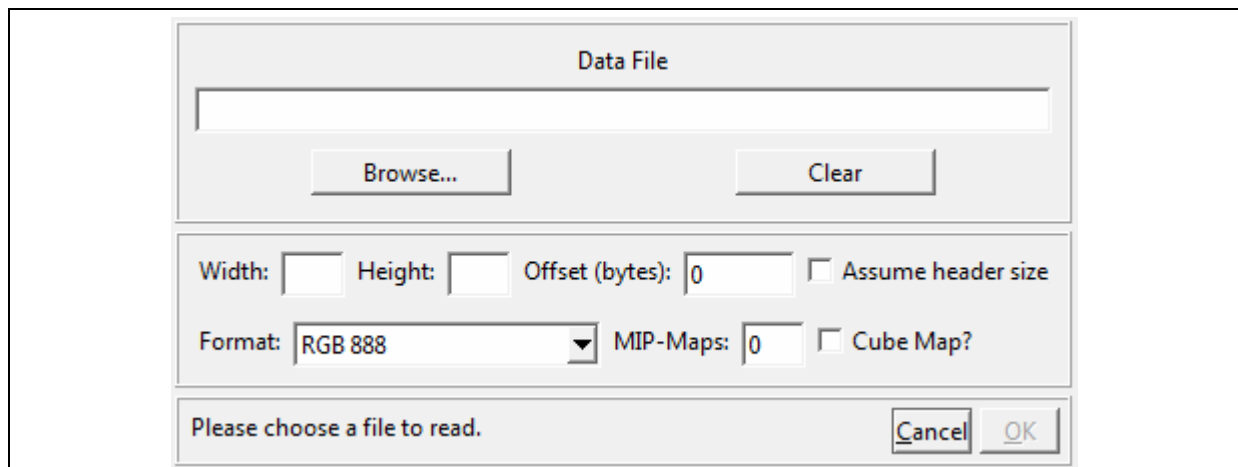 Data File
Browse... Clear
Width: Height: Offset (bytes): 0 Assume header size
Format: RGB 888 MIP-Maps: 0 Cube Map?
Please choose a file to read. Cancel OK